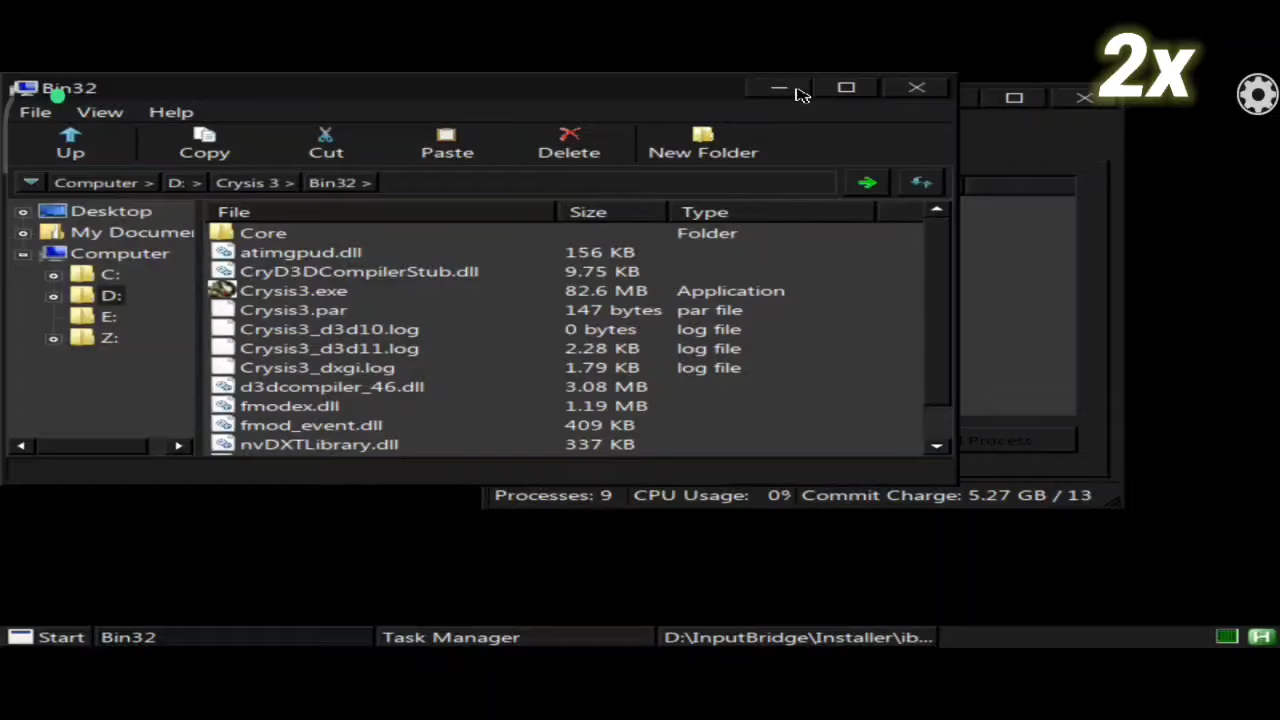 2x
Bin32
File View Help
Up Copy Cut Paste Delete New Folder
Computer > D: > Crysis 3 > Bin32 >
Desktop
My Documer
Computer
C:
D:
E:
Z:
File Size Type
Core Folder
atimgpud.dll 156 KB
CryD3DCompilerStub.dll 9.75 KB
Crysis3.exe 82.6 MB Application
Crysis3.par 147 bytes par file
Crysis3_d3d10.log 0 bytes log file
Crysis3_d3d11.log 2.28 KB log file
Crysis3_dxgi.log 1.79 KB log file
d3dcompiler_46.dll 3.08 MB
fmodex.dll 1.19 MB
fmod_event.dll 409 KB
nvDXTLibrary.dll 337 KB
Process
Processes: 9 CPU Usage: 0% Commit Charge: 5.27 GB / 13
Start Bin32 Task Manager D:\InputBridge\Installer\ib...